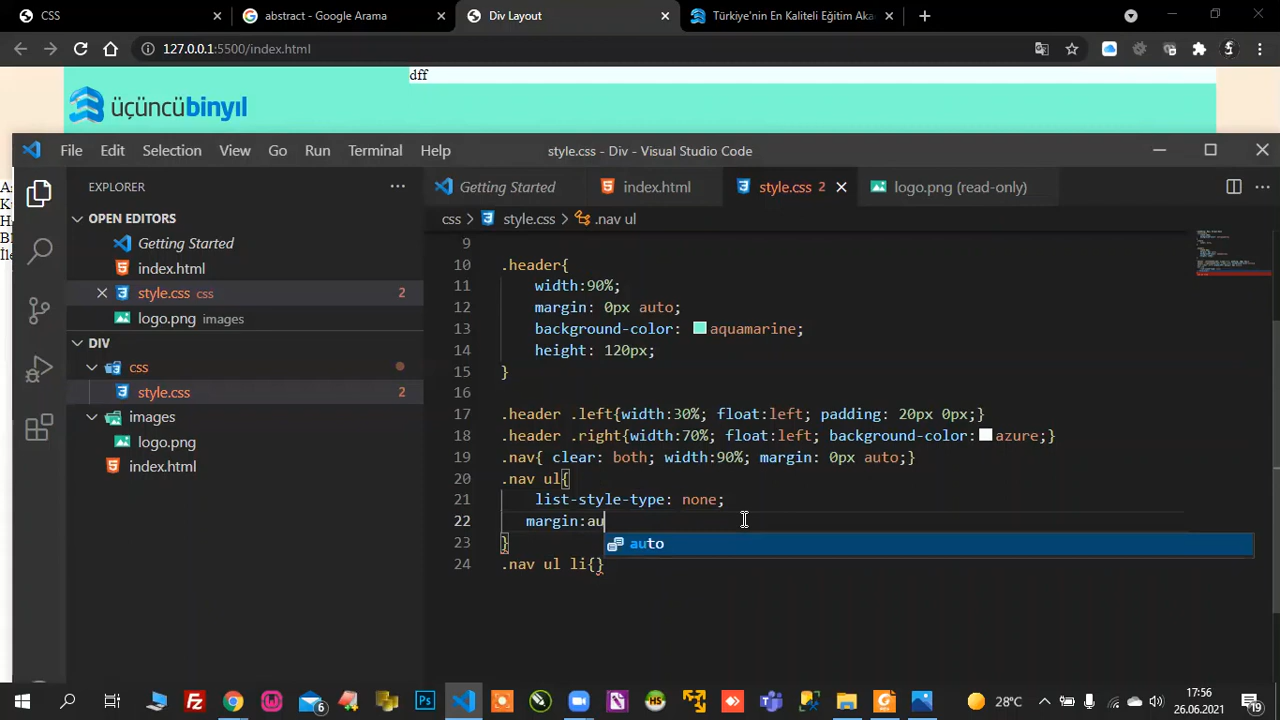 CSS
abstract - Google Arama
Div Layout
Türkiye'nin En Kaliteli Eğitim Aka
127.0.0.1:5500/index.html
dff
üçüncübinyıl
File Edit Selection View Go Run Terminal Help
style.css - Div - Visual Studio Code
EXPLORER
Getting Started
index.html
style.css 2
logo.png (read-only)
OPEN EDITORS
Getting Started
index.html
style.css css 2
logo.png images
DIV
css
style.css 2
images
logo.png
index.html
css > style.css > .nav ul
9
10 .header{
11 width:90%;
12 margin: 0px auto;
13 background-color: aquamarine;
14 height: 120px;
15 }
16
17 .header .left{width:30%; float:left; padding: 20px 0px;}
18 .header .right{width:70%; float:left; background-color: azure;}
19 .nav{ clear: both; width:90%; margin: 0px auto;}
20 .nav ul{
21 list-style-type: none;
22 margin:au
auto
23 }
24 .nav ul li{}
6
28°C
17:56
26.06.2021
19